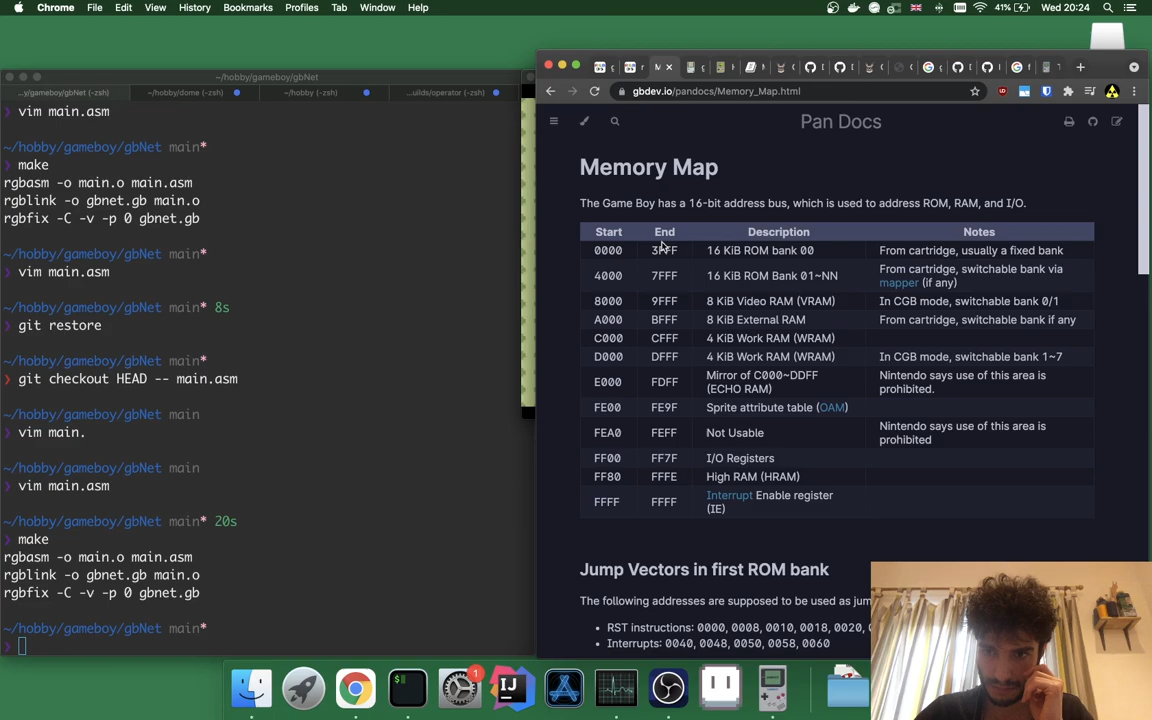 Chrome File Edit View History Bookmarks Profiles Tab Window Help
41% Wed 20:24
~/hobby/gameboy/gbNet
...y/gameboy/gbNet (-zsh) ~/hobby/dome (-zsh) ~/hobby (-zsh) ...uilds/operator (-zsh)
❯ vim main.asm
~/hobby/gameboy/gbNet main*
❯ make
rgbasm -o main.o main.asm
rgblink -o gbnet.gb main.o
rgbfix -C -v -p 0 gbnet.gb
~/hobby/gameboy/gbNet main*
❯ vim main.asm
~/hobby/gameboy/gbNet main* 8s
❯ git restore
~/hobby/gameboy/gbNet main*
❯ git checkout HEAD -- main.asm
~/hobby/gameboy/gbNet main
❯ vim main.
~/hobby/gameboy/gbNet main
❯ vim main.asm
~/hobby/gameboy/gbNet main* 20s
❯ make
rgbasm -o main.o main.asm
rgblink -o gbnet.gb main.o
rgbfix -C -v -p 0 gbnet.gb
~/hobby/gameboy/gbNet main*
❯
gbdev.io/pandocs/Memory_Map.html
Pan Docs
Memory Map
The Game Boy has a 16-bit address bus, which is used to address ROM, RAM, and I/O.
Start End Description Notes
0000 3FFF 16 KiB ROM bank 00 From cartridge, usually a fixed bank
4000 7FFF 16 KiB ROM Bank 01~NN From cartridge, switchable bank via
mapper (if any)
8000 9FFF 8 KiB Video RAM (VRAM) In CGB mode, switchable bank 0/1
A000 BFFF 8 KiB External RAM From cartridge, switchable bank if any
C000 CFFF 4 KiB Work RAM (WRAM)
D000 DFFF 4 KiB Work RAM (WRAM) In CGB mode, switchable bank 1~7
E000 FDFF Mirror of C000~DDFF
(ECHO RAM) Nintendo says use of this area is
prohibited.
FE00 FE9F Sprite attribute table (OAM)
FEA0 FEFF Not Usable Nintendo says use of this area is
prohibited
FF00 FF7F I/O Registers
FF80 FFFE High RAM (HRAM)
FFFF FFFF Interrupt Enable register
(IE)
Jump Vectors in first ROM bank
The following addresses are supposed to be used as jum
• RST instructions: 0000, 0008, 0010, 0018, 0020,
• Interrupts: 0040, 0048, 0050, 0058, 0060
1
IJ